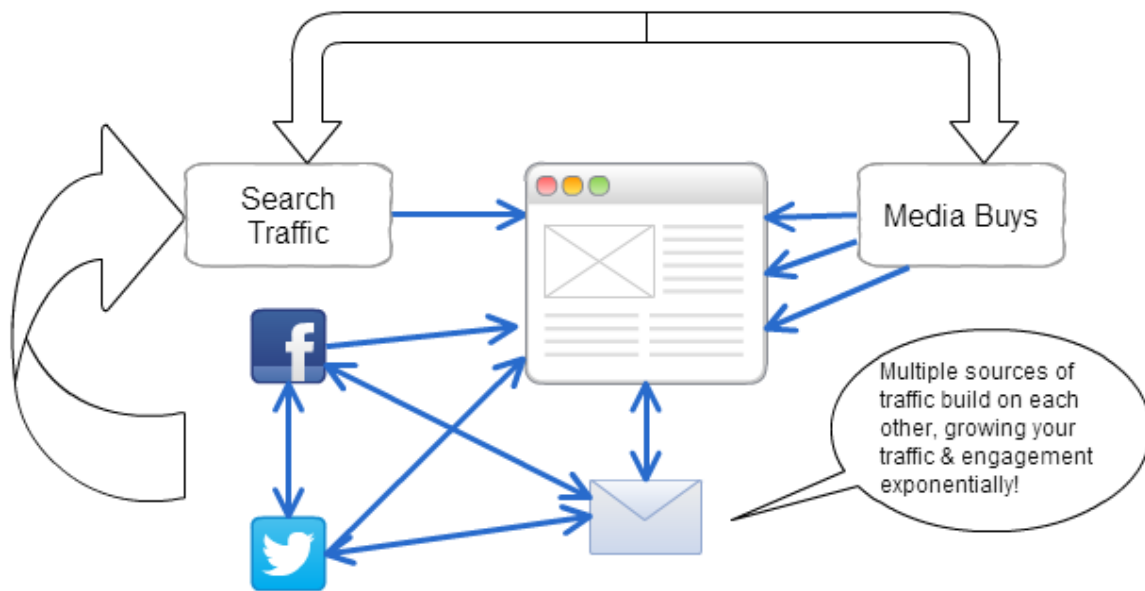 Search
Traffic
Media Buys
f
Multiple sources of
traffic build on each
other, growing your
traffic & engagement
exponentially!